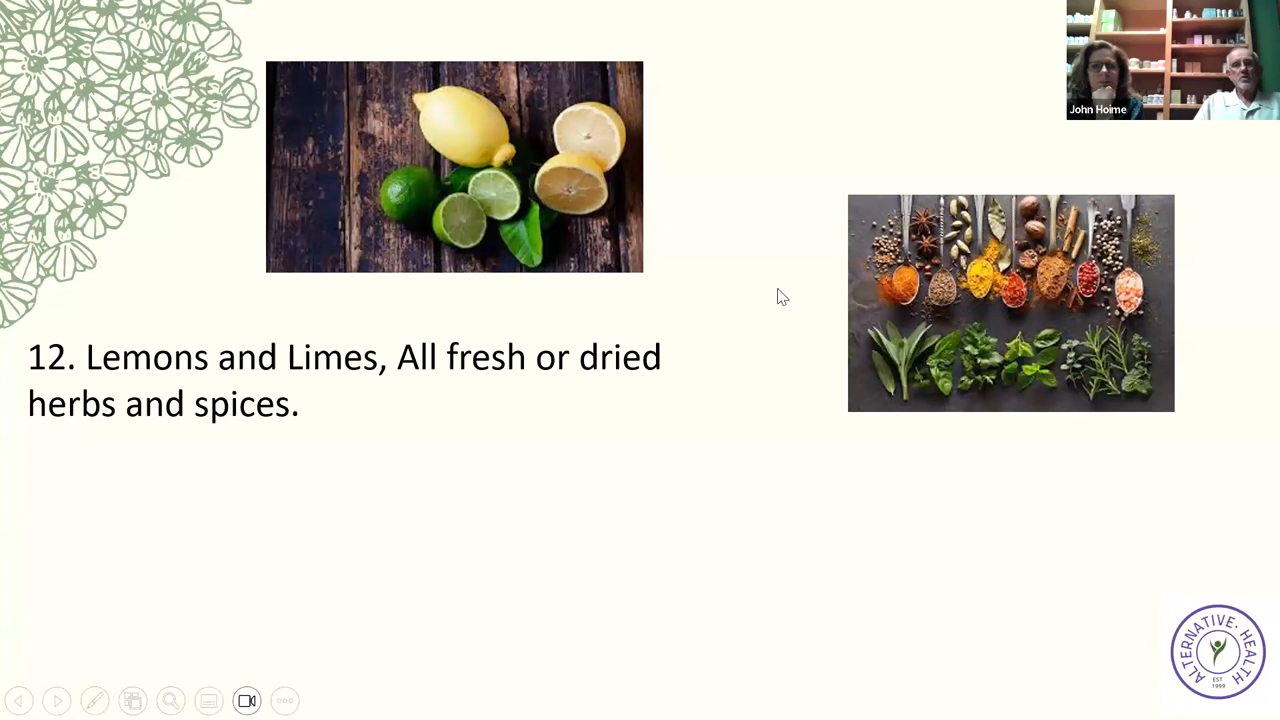 John Hoime
12. Lemons and Limes, All fresh or dried
herbs and spices.
ALTERNATIVE· HEALTH
EST
1999